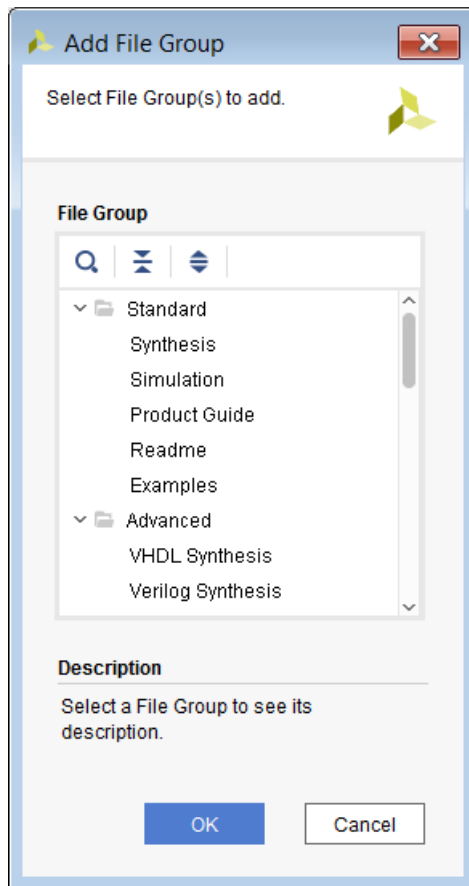 Add File Group
Select File Group(s) to add.
File Group
Standard
Synthesis
Simulation
Product Guide
Readme
Examples
Advanced
VHDL Synthesis
Verilog Synthesis
Description
Select a File Group to see its
description.
OK
Cancel